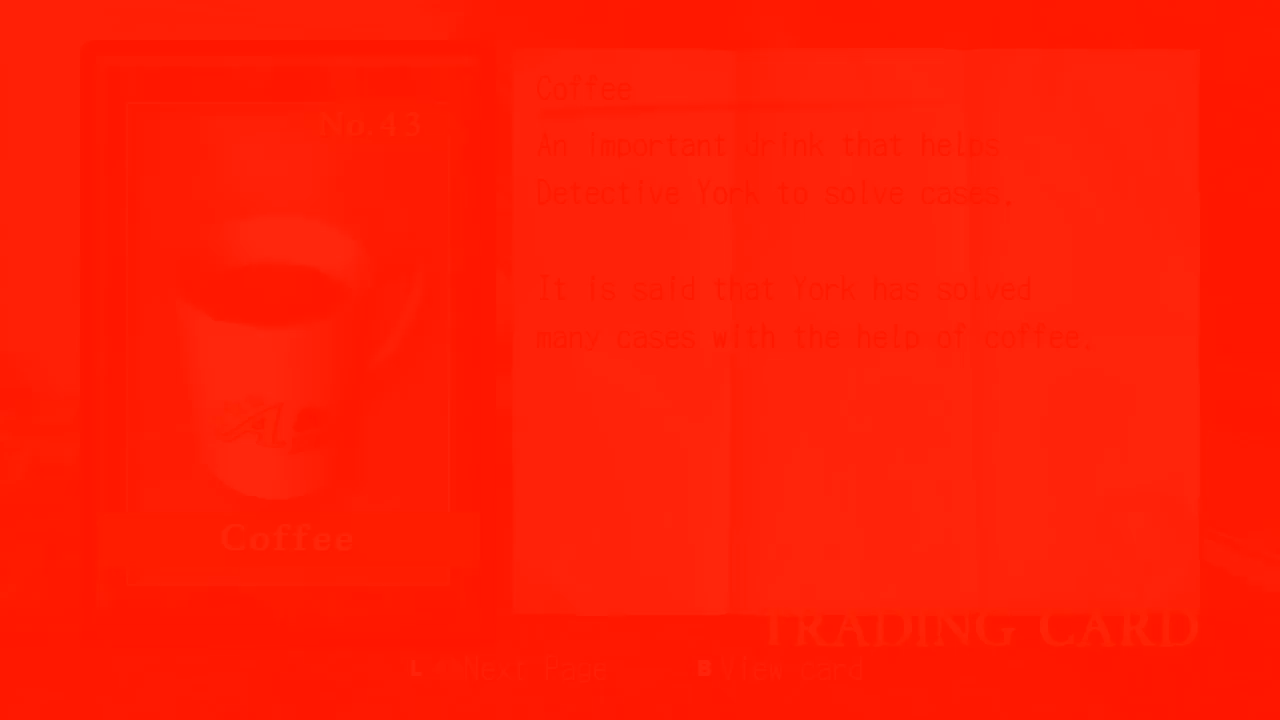 No.43
Coffee
Coffee
An important drink that helps
Detective York to solve cases.
It is said that York has solved
many cases with the help of coffee.
TRADING CARD
L Next Page
B View card